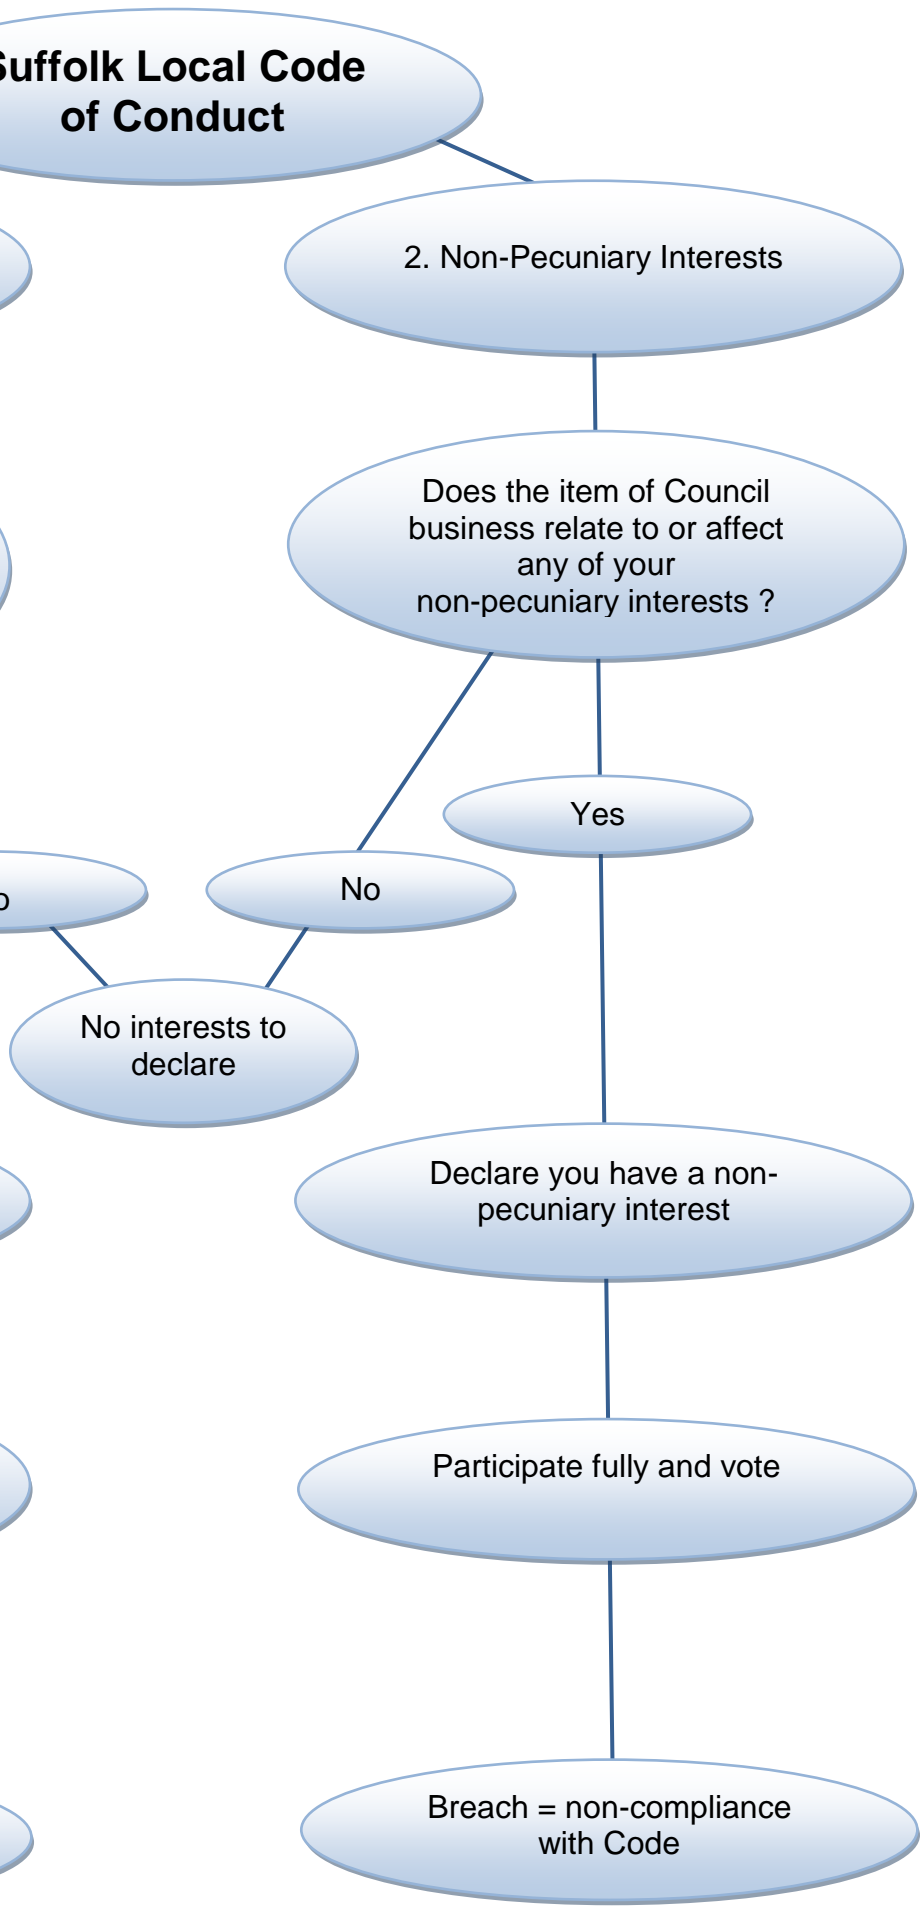 Suffolk Local Code
of Conduct
2. Non-Pecuniary Interests
Does the item of Council
business relate to or affect
any of your
non-pecuniary interests ?
Yes
No
No interests to
declare
Declare you have a non-
pecuniary interest
Participate fully and vote
Breach = non-compliance
with Code